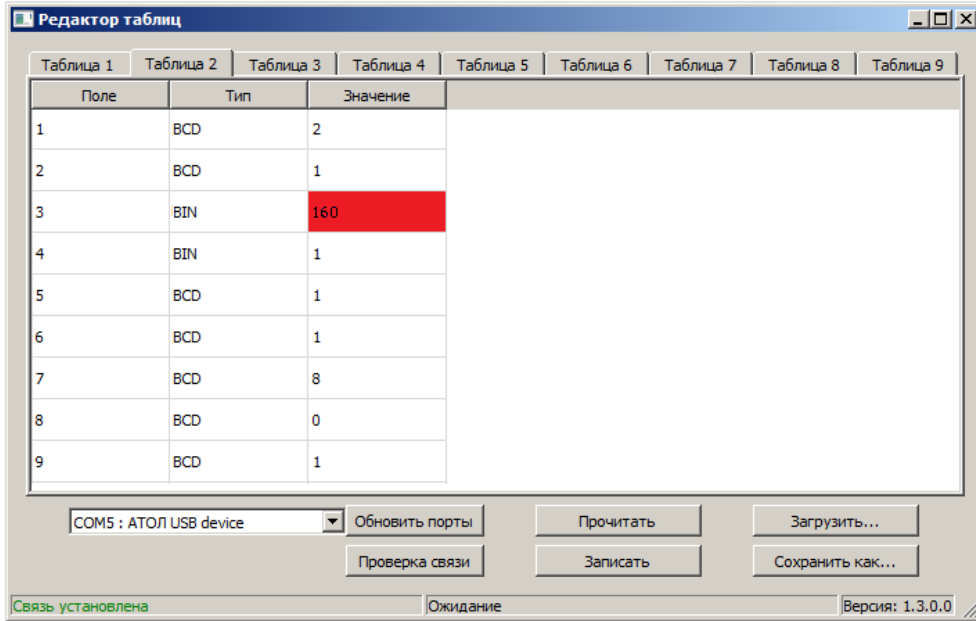 Редактор таблиц
Таблица 1 Таблица 2 Таблица 3 Таблица 4 Таблица 5 Таблица 6 Таблица 7 Таблица 8 Таблица 9
Поле Тип Значение
1 BCD 2
2 BCD 1
3 BIN 160
4 BIN 1
5 BCD 1
6 BCD 1
7 BCD 8
8 BCD 0
9 BCD 1
COM5 : АТОЛ USB device Обновить порты Прочитать Загрузить...
Проверка связи Записать Сохранить как...
Связь установлена Ожидание Версия: 1.3.0.0